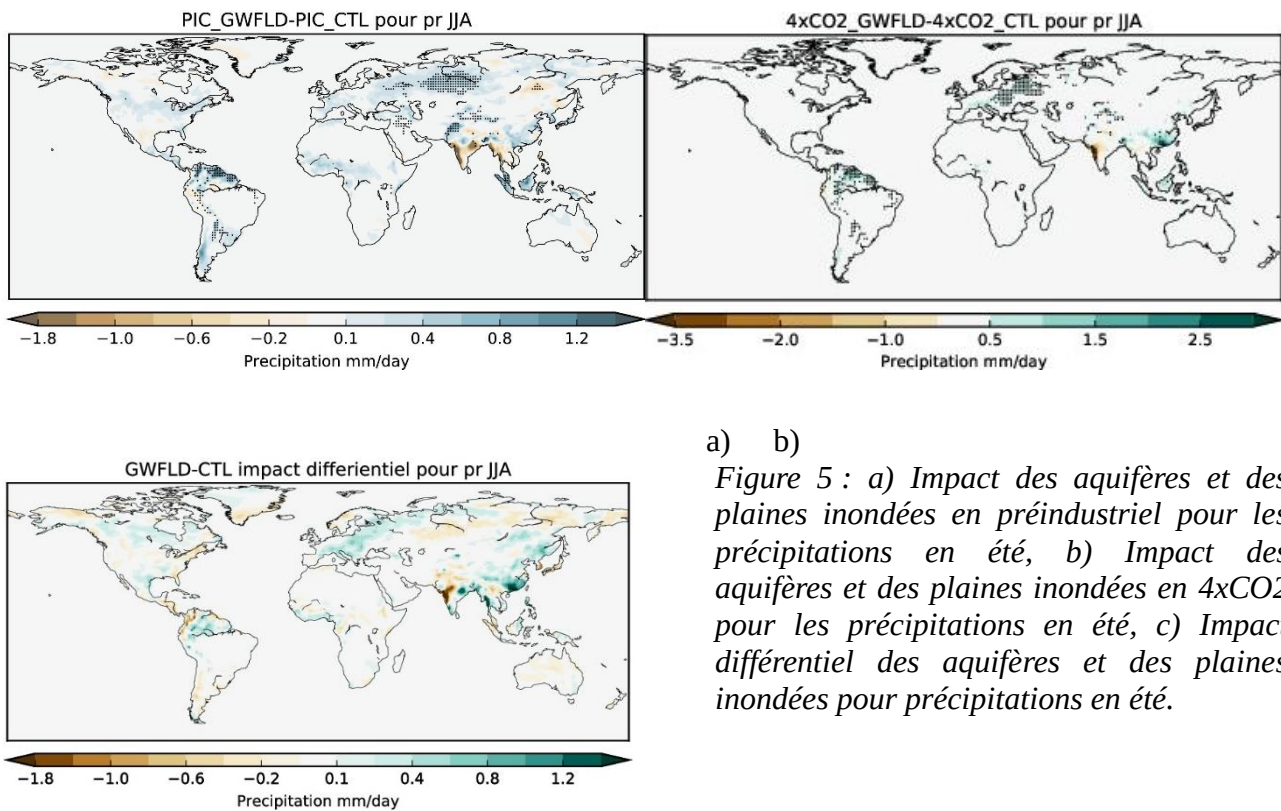 PIC_GWFLD-PIC_CTL pour pr JJA
4xCO2_GWFLD-4xCO2_CTL pour pr JJA
−1.8 −1.0 −0.6 −0.2 0.1 0.4 0.8 1.2
Precipitation mm/day
−3.5 −2.0 −1.0 0.5 1.5 2.5
Precipitation mm/day
GWFLD-CTL impact differientiel pour pr JJA
−1.8 −1.0 −0.6 −0.2 0.1 0.4 0.8 1.2
Precipitation mm/day
a) b)
Figure 5 : a) Impact des aquifères et des
plaines inondées en préindustriel pour les
précipitations en été, b) Impact des
aquifères et des plaines inondées en 4xCO2
pour les précipitations en été, c) Impact
différentiel des aquifères et des plaines
inondées pour précipitations en été.